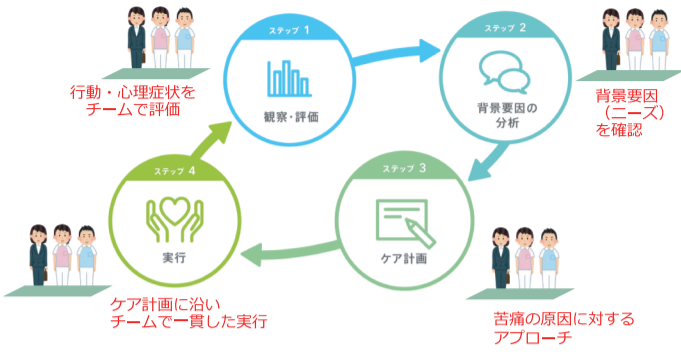 ステップ 1
観察・評価
行動・心理症状を
チームで評価
ステップ 2
背景要因の
分析
背景要因
（ニーズ）
を確認
ステップ 3
ケア計画
苦痛の原因に対する
アプローチ
ステップ 4
実行
ケア計画に沿い
チームで一貫した実行